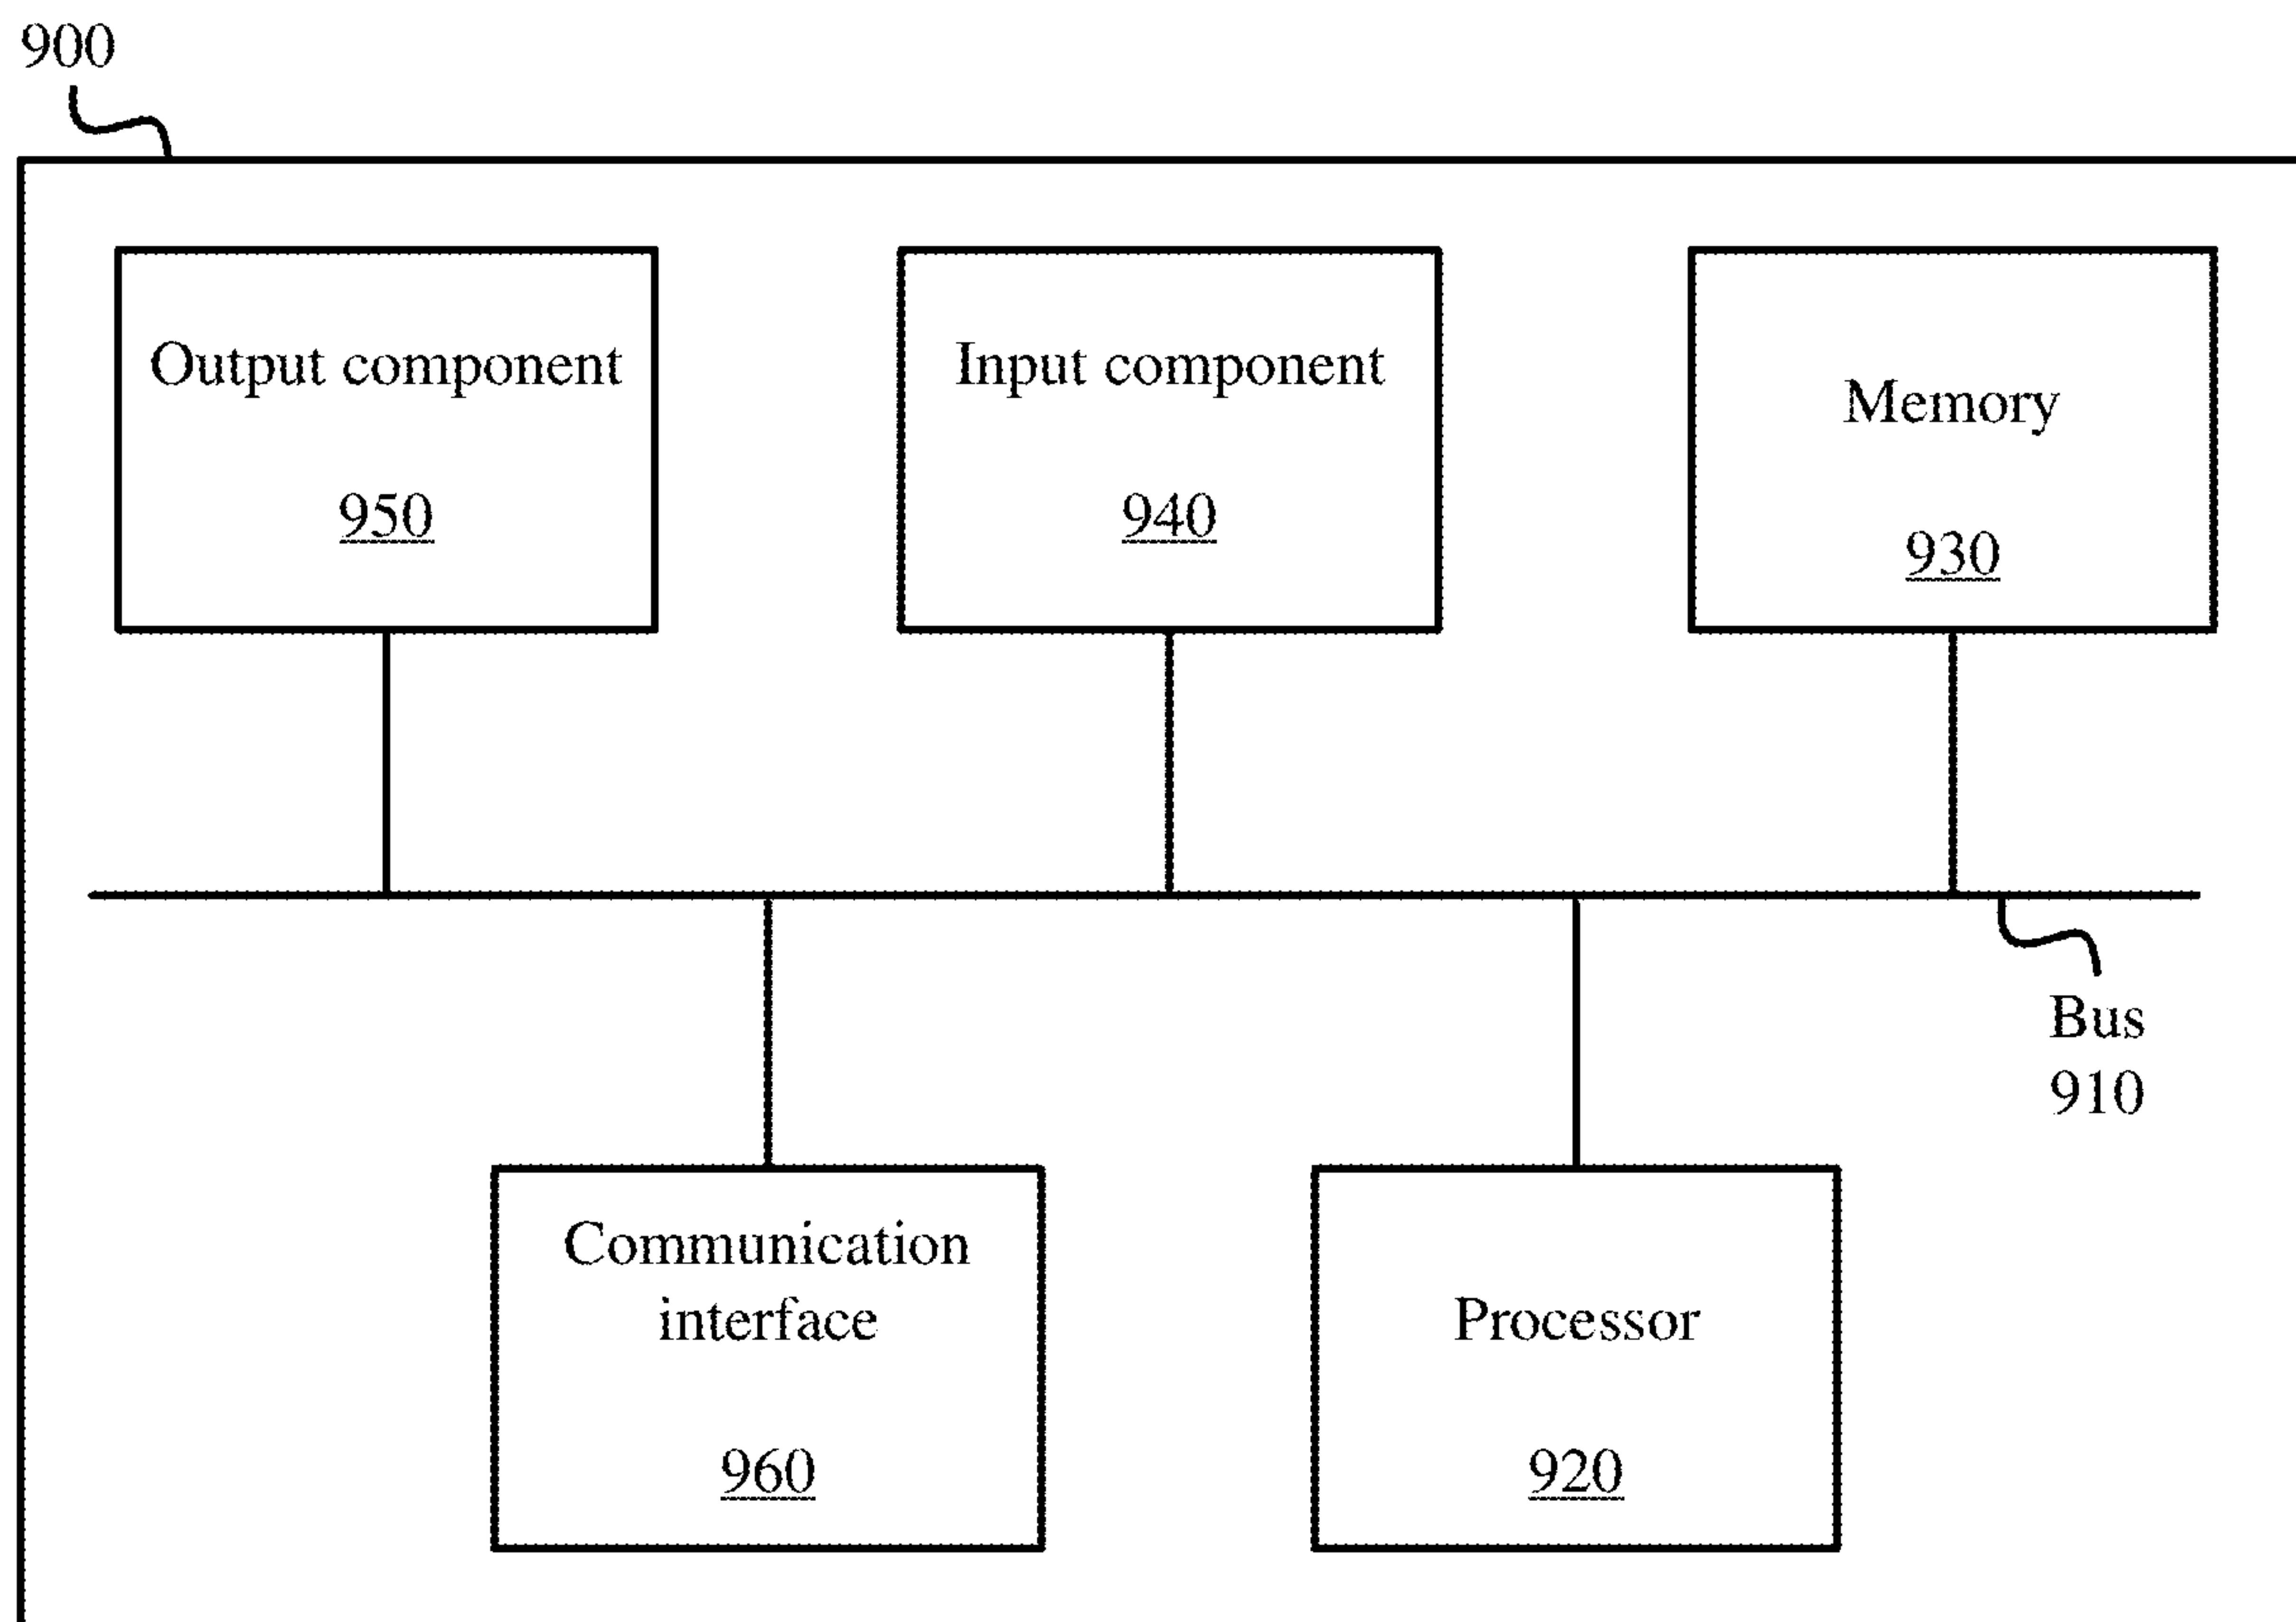 900
Output component
950
Input component
940
Memory
930
Bus
910
Communication
interface
960
Processor
920